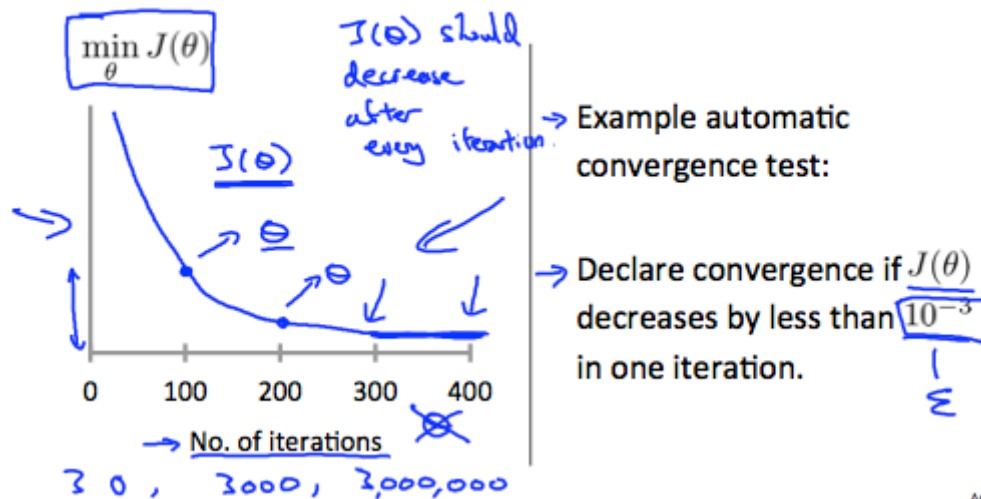 min J(θ)
θ
J(θ) should
decrease
after
every iteration.
J(θ)
θ
θ
0 100 200 300 400
→ No. of iterations
30, 3000, 3,000,000
→ Example automatic
convergence test:
→ Declare convergence if J(θ)
decreases by less than 10⁻³
in one iteration.
ε